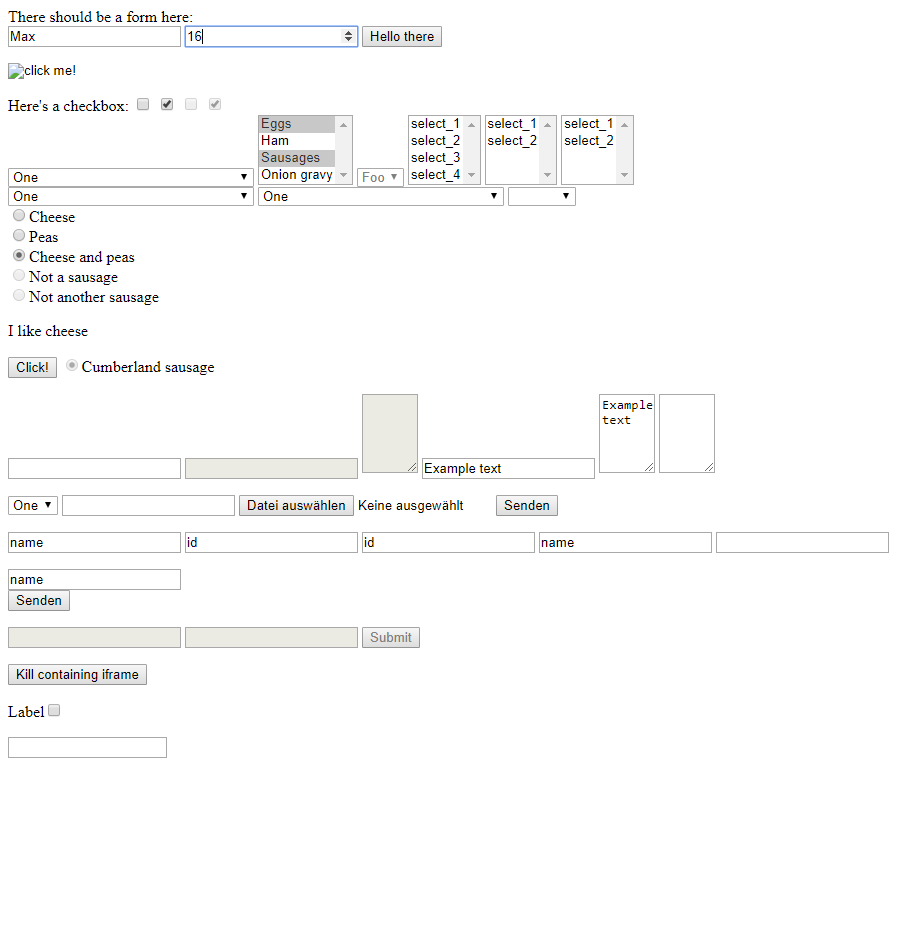 There should be a form here:
Max 16 Hello there
click me!
Here's a checkbox:
Eggs select_1 select_1 select_1
Ham select_2 select_2 select_2
Sausages select_3
One Onion gravy Foo select_4
One One
Cheese
Peas
Cheese and peas
Not a sausage
Not another sausage
I like cheese
Click! Cumberland sausage
Example
text
Example text
One Datei auswählen Keine ausgewählt Senden
name id id name
name
Senden
Submit
Kill containing iframe
Label